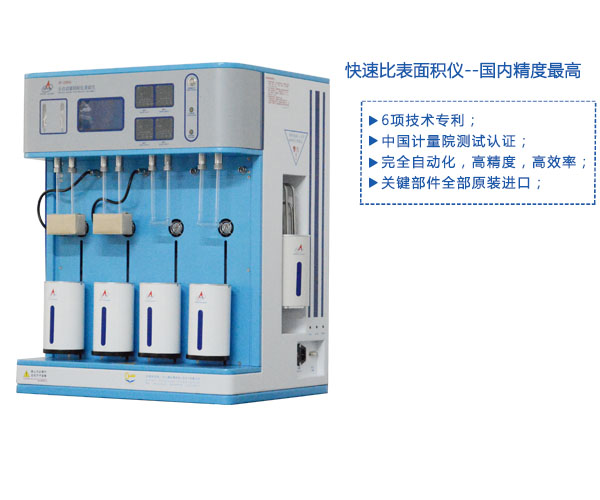 快速比表面积仪--国内精度最高
▶6项技术专利；
▶中国计量院测试认证；
▶完全自动化，高精度，高效率；
▶关键部件全部原装进口；